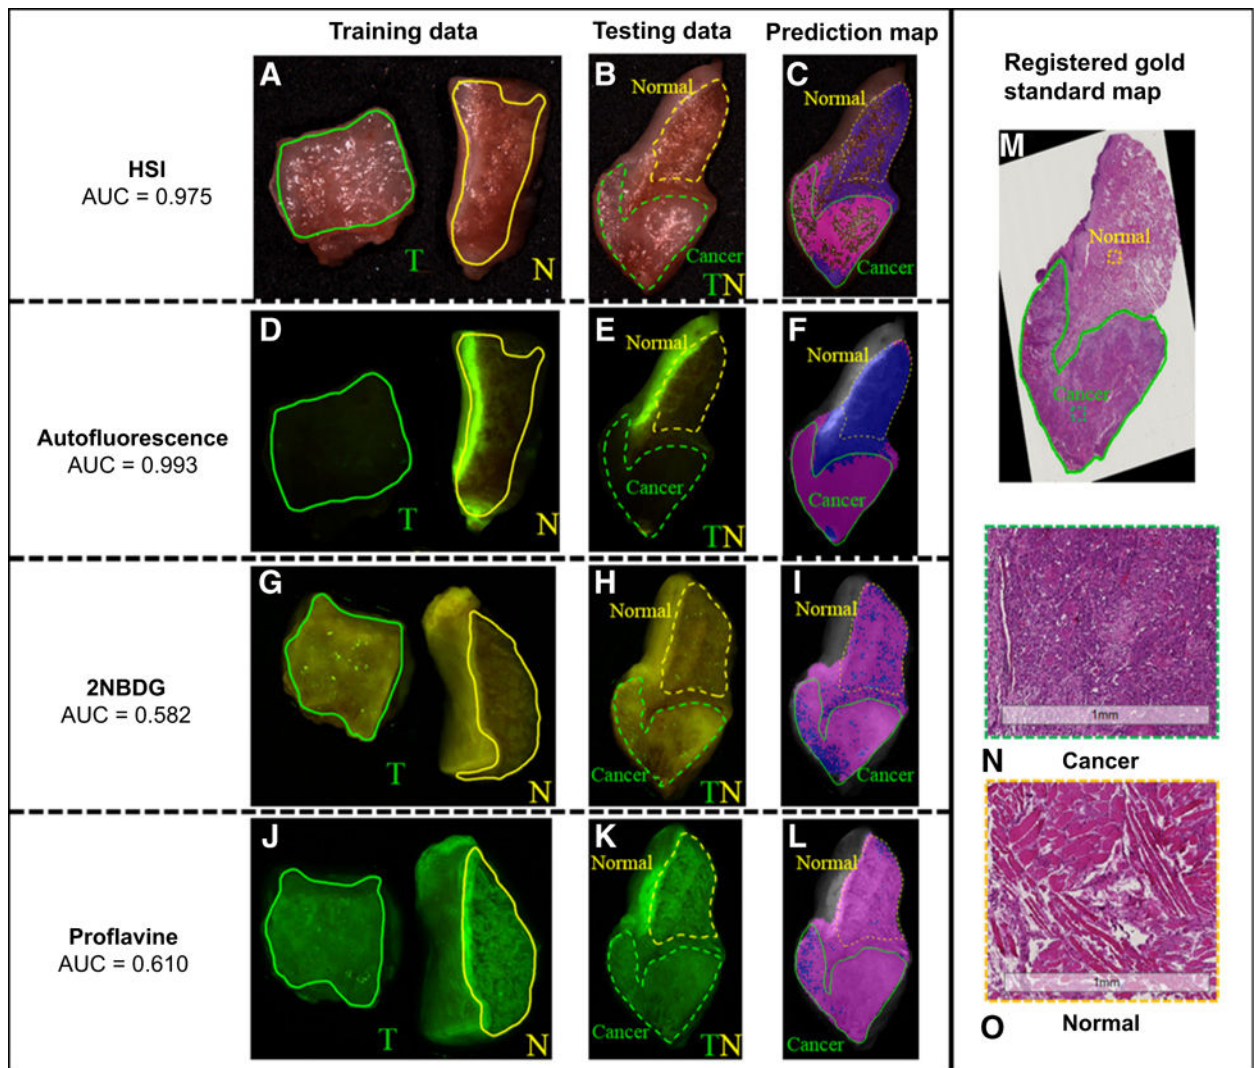 Training data
Testing data
Prediction map
HSI
AUC = 0.975
A
T
N
B
Normal
Cancer
TN
C
Normal
Cancer
Autofluorescence
AUC = 0.993
D
T
N
E
Normal
Cancer
TN
F
Normal
Cancer
2NBDG
AUC = 0.582
G
T
N
H
Normal
Cancer
TN
I
Normal
Cancer
Proflavine
AUC = 0.610
J
T
N
K
Normal
Cancer
TN
L
Normal
Cancer
Registered gold
standard map
M
Normal
Cancer
1mm
N
Cancer
1mm
O
Normal